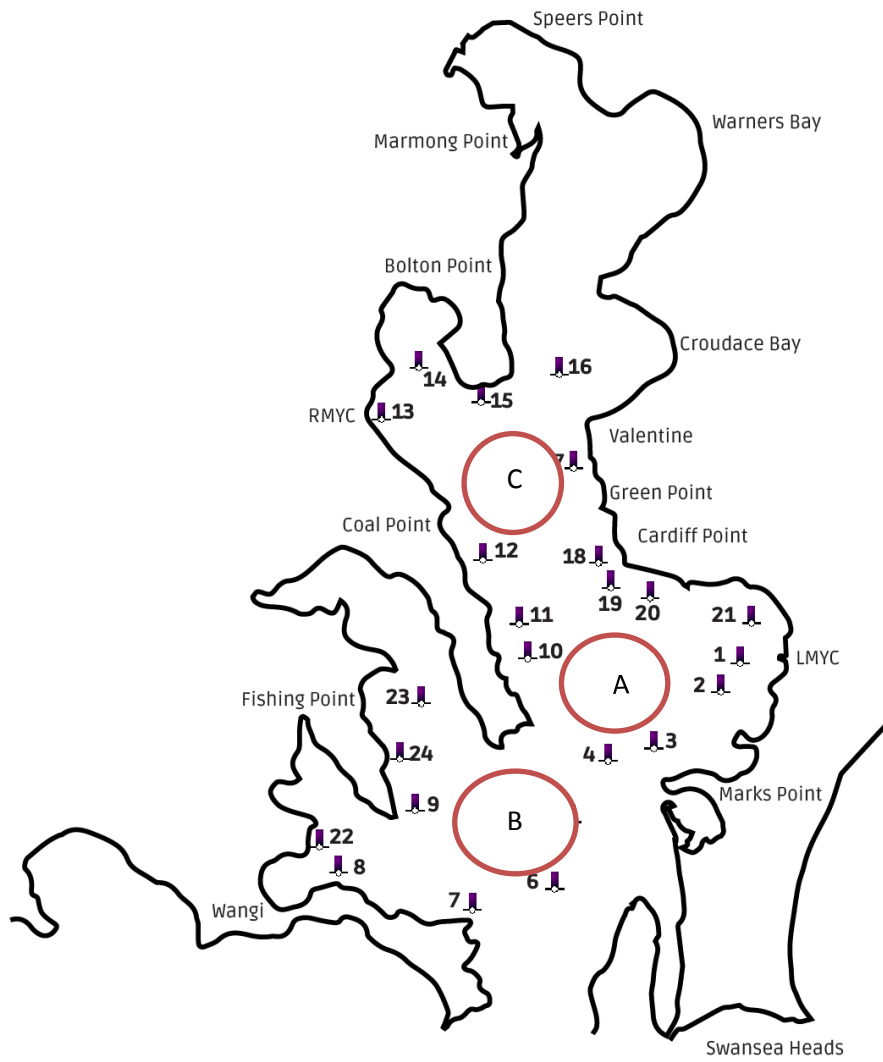 Speers Point
Warners Bay
Marmong Point
Bolton Point
Croudace Bay
16
14
15
RMYC
13
Valentine
7
C
Green Point
Coal Point
Cardiff Point
12
18
19
20
11
21
10
1
LMYC
A
2
23
Fishing Point
3
4
24
Marks Point
9
B
22
8
6
7
Wangi
Swansea Heads